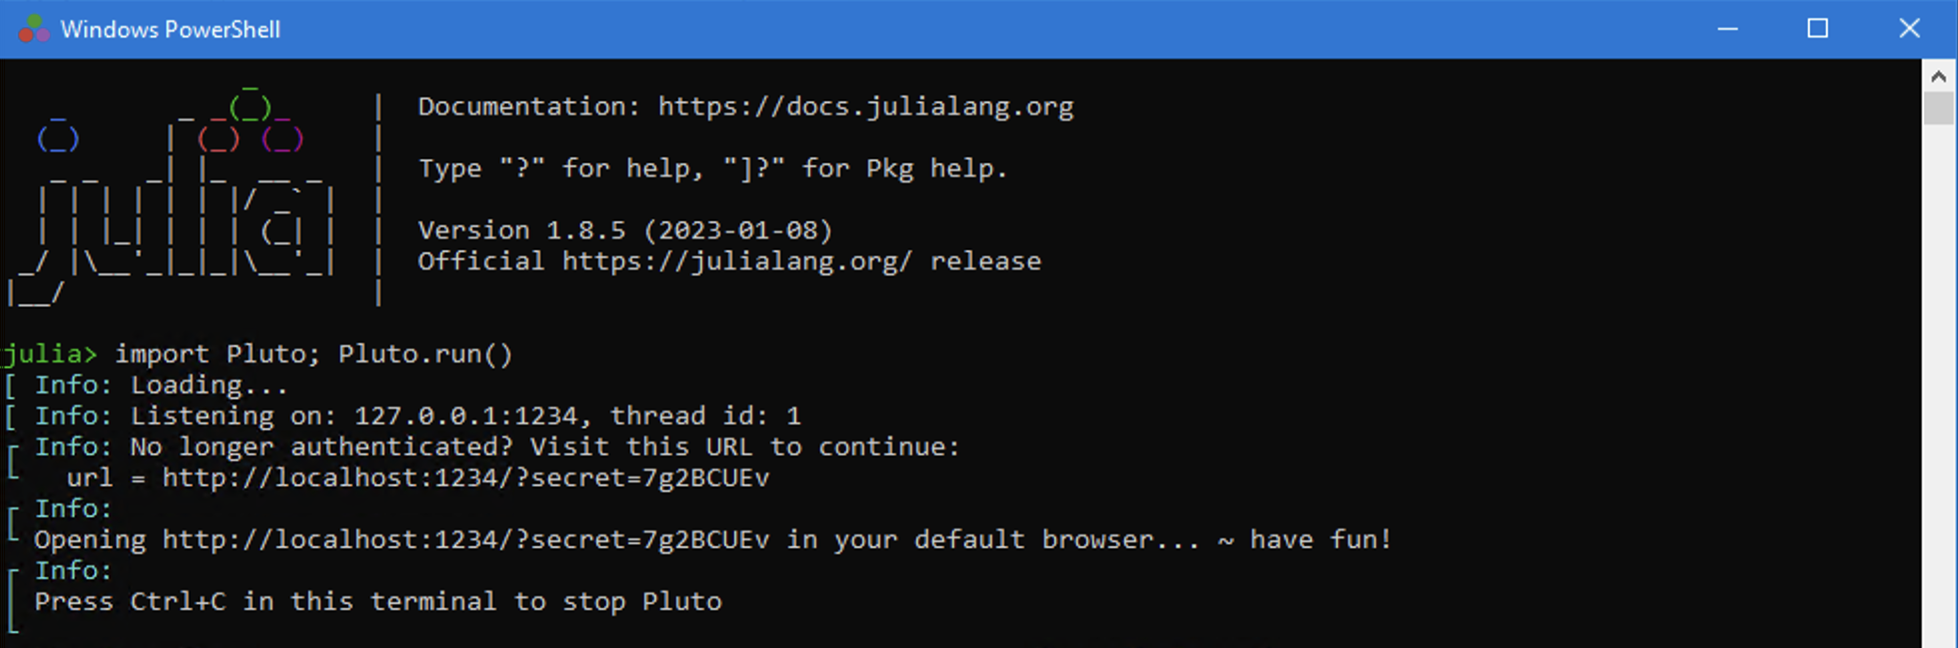 Windows PowerShell
Documentation: https://docs.julialang.org
Type "?" for help, "]?" for Pkg help.
Version 1.8.5 (2023-01-08)
Official https://julialang.org/ release
julia> import Pluto; Pluto.run()
[ Info: Loading...
[ Info: Listening on: 127.0.0.1:1234, thread id: 1
┌ Info: No longer authenticated? Visit this URL to continue:
└   url = http://localhost:1234/?secret=7g2BCUEv
┌ Info:
└ Opening http://localhost:1234/?secret=7g2BCUEv in your default browser... ~ have fun!
┌ Info:
│ Press Ctrl+C in this terminal to stop Pluto
└